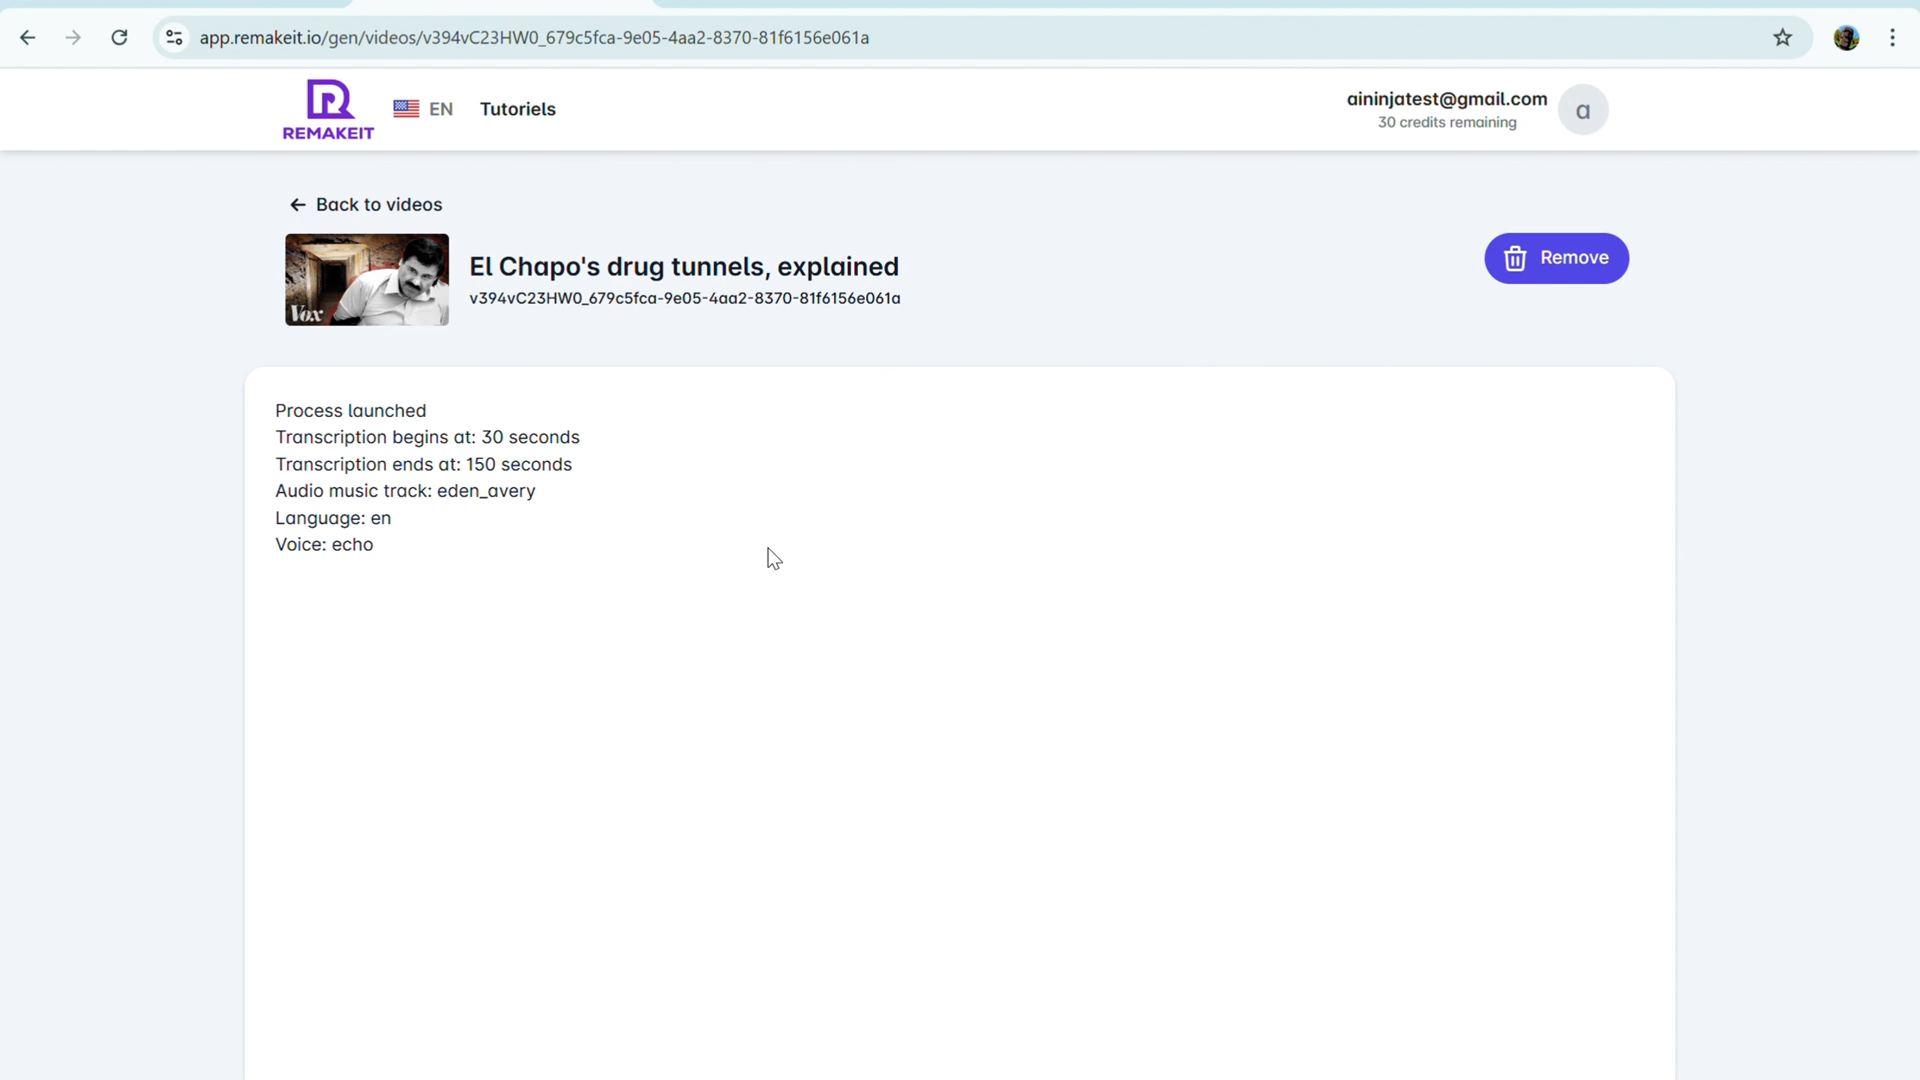 app.remakeit.io/gen/videos/v394vC23HW0_679c5fca-9e05-4aa2-8370-81f6156e061a
REMAKEIT
EN
Tutoriels
aininjatest@gmail.com
30 credits remaining
a
Back to videos
Vox
El Chapo's drug tunnels, explained
v394vC23HW0_679c5fca-9e05-4aa2-8370-81f6156e061a
Remove
Process launched
Transcription begins at: 30 seconds
Transcription ends at: 150 seconds
Audio music track: eden_avery
Language: en
Voice: echo